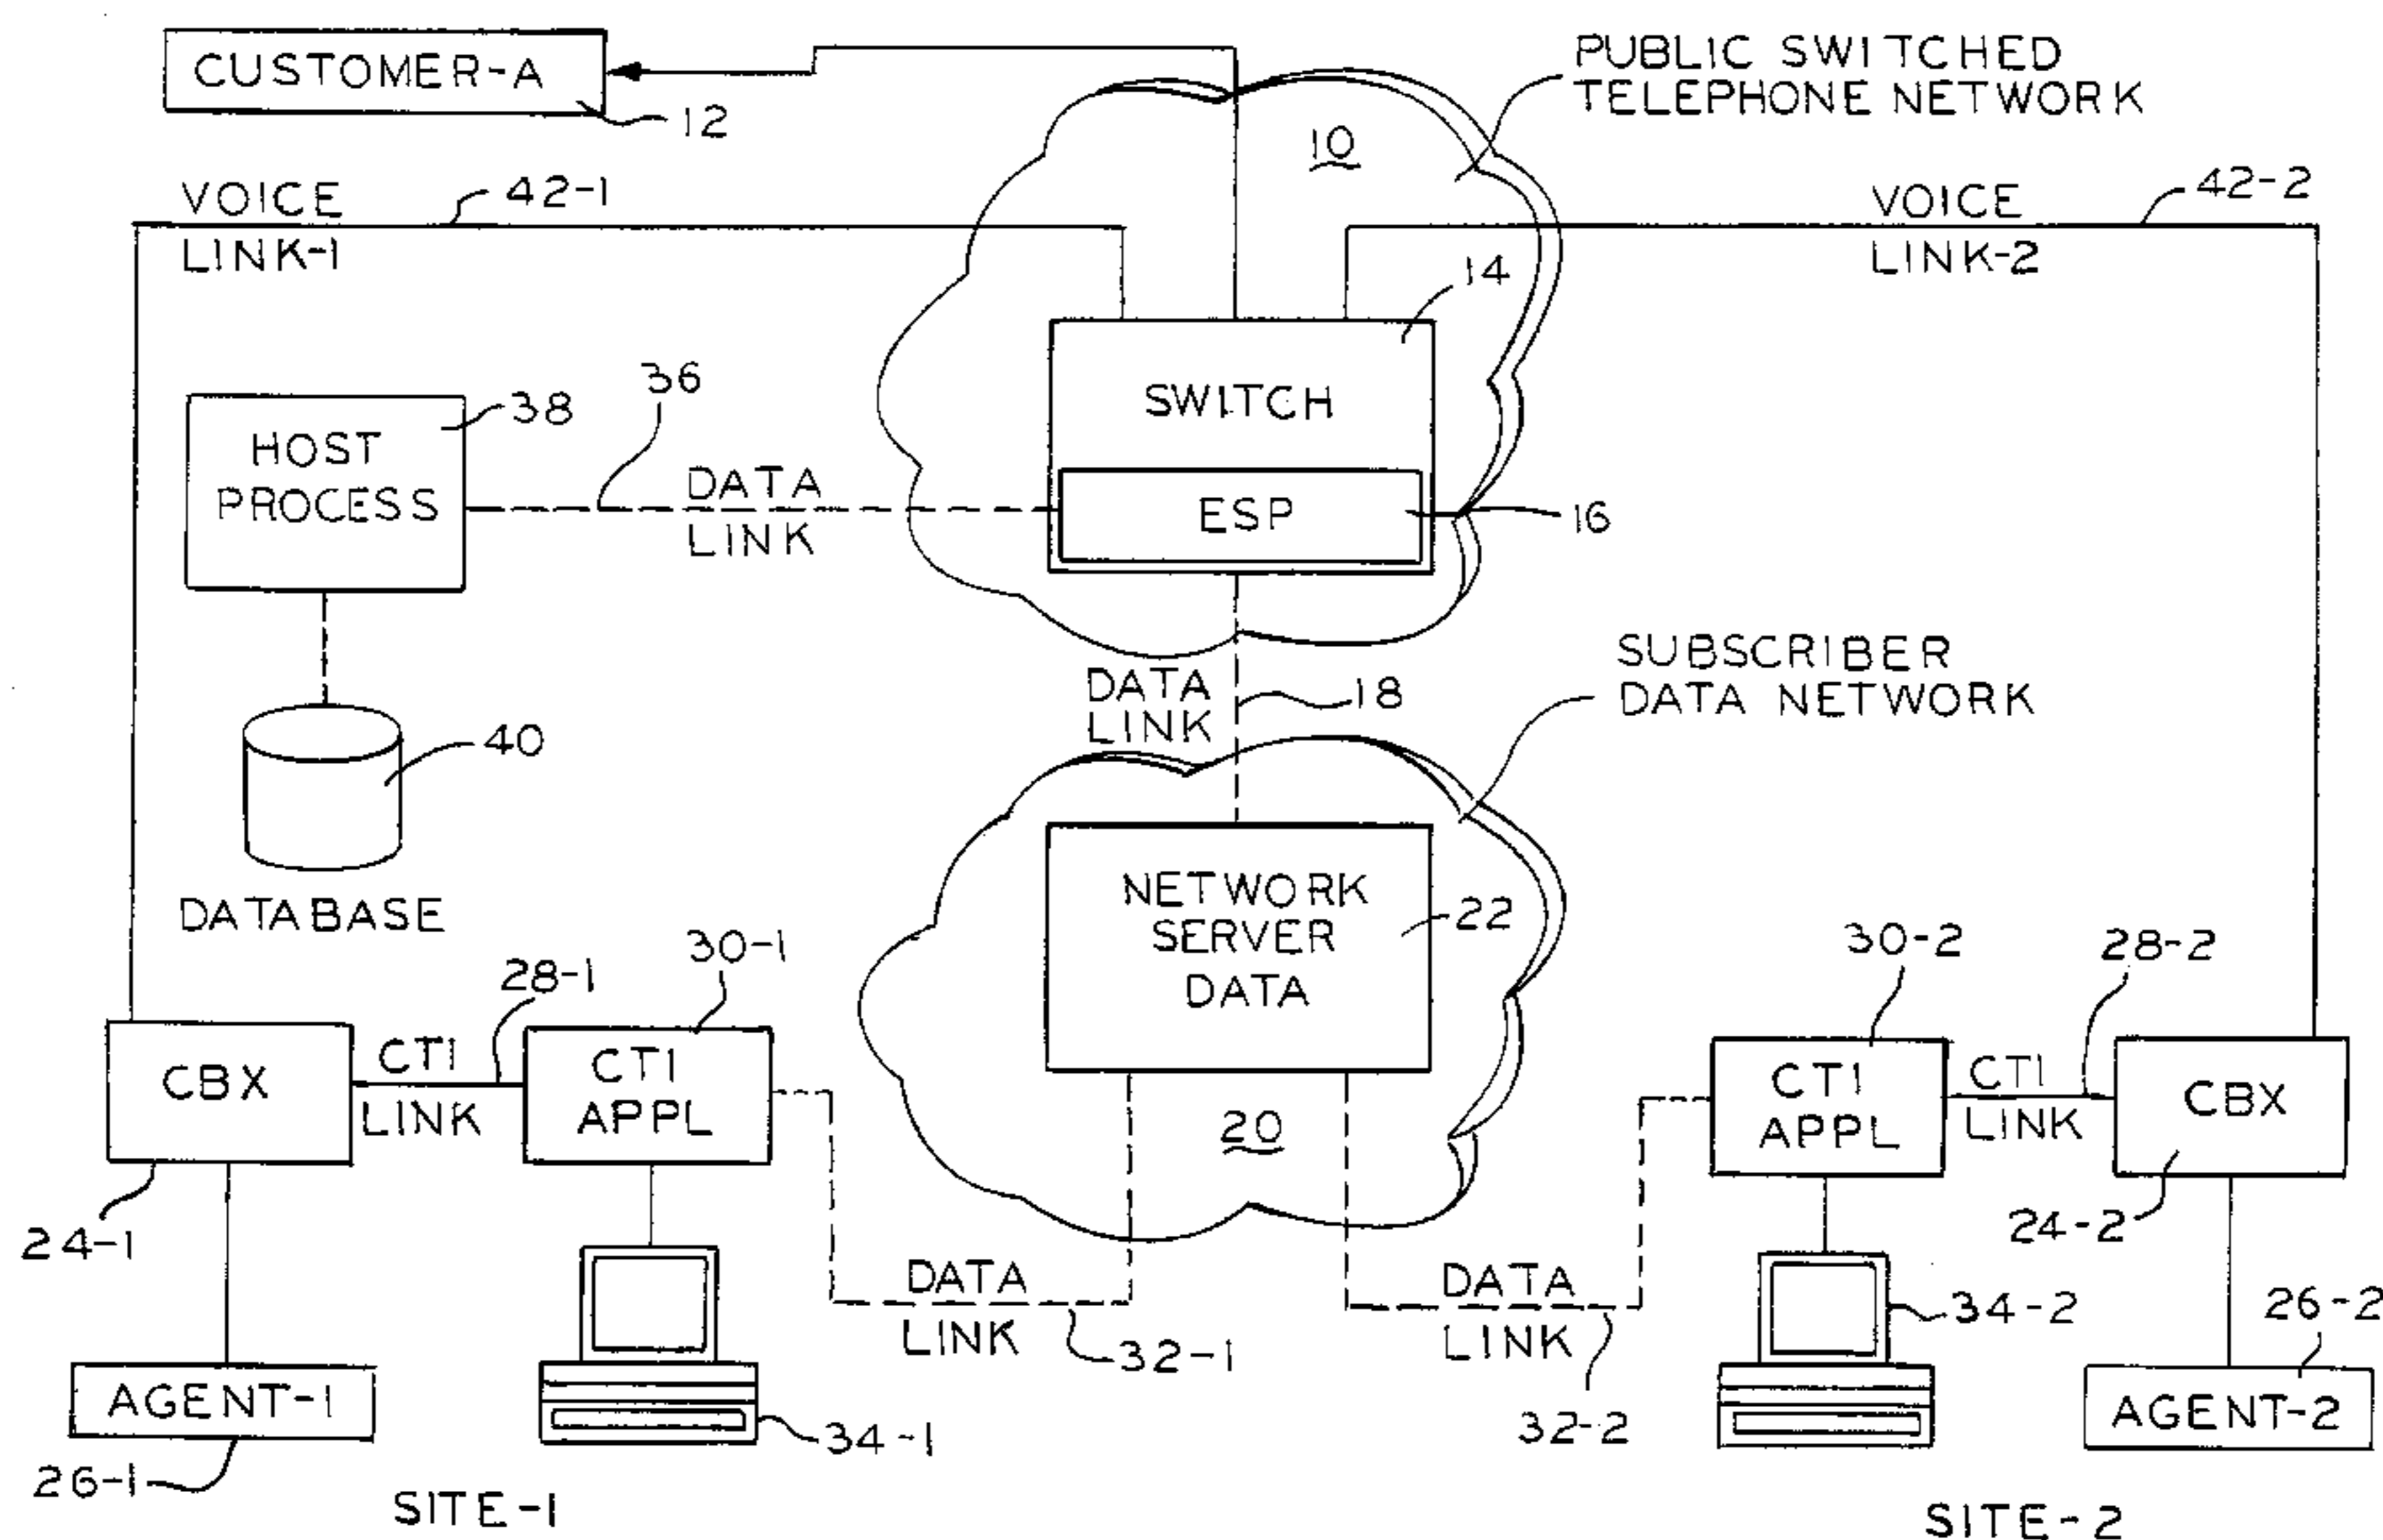 CUSTOMER-A
12
PUBLIC SWITCHED
TELEPHONE NETWORK
10
VOICE
LINK-1
42-1
VOICE
LINK-2
42-2
14
SWITCH
ESP
16
38
HOST
PROCESS
36
DATA
LINK
40
DATABASE
DATA
LINK
18
SUBSCRIBER
DATA NETWORK
NETWORK
SERVER
DATA
22
20
30-1
28-1
CBX
CTI
LINK
CTI
APPL
24-1
30-2
28-2
CTI
APPL
CTI
LINK
CBX
24-2
DATA
LINK
32-1
DATA
LINK
32-2
34-1
34-2
AGENT-1
26-1
26-2
AGENT-2
SITE-1
SITE-2